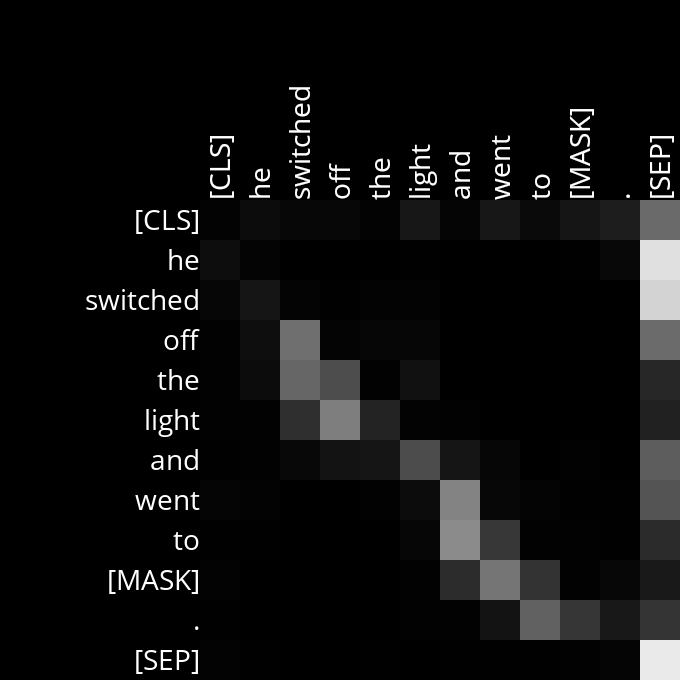 [CLS] he switched off the light and went to [MASK] . [SEP]
[CLS]
he
switched
off
the
light
and
went
to
[MASK]
.
[SEP]